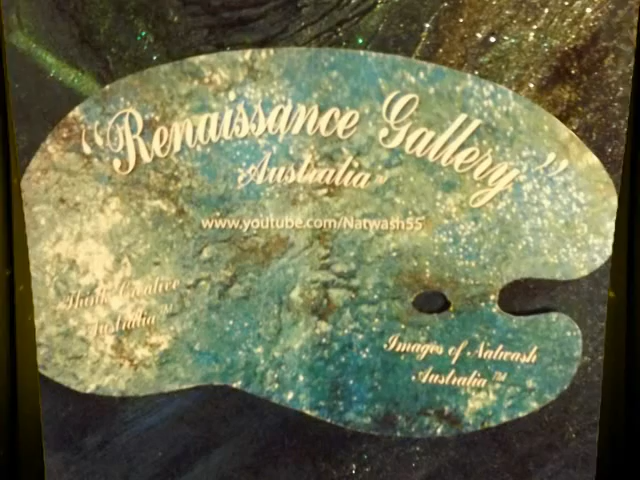 “Renaissance Gallery”
Australia
www.youtube.com/Natwash55
Think Creative
Australia
Images of Natwash
Australia™